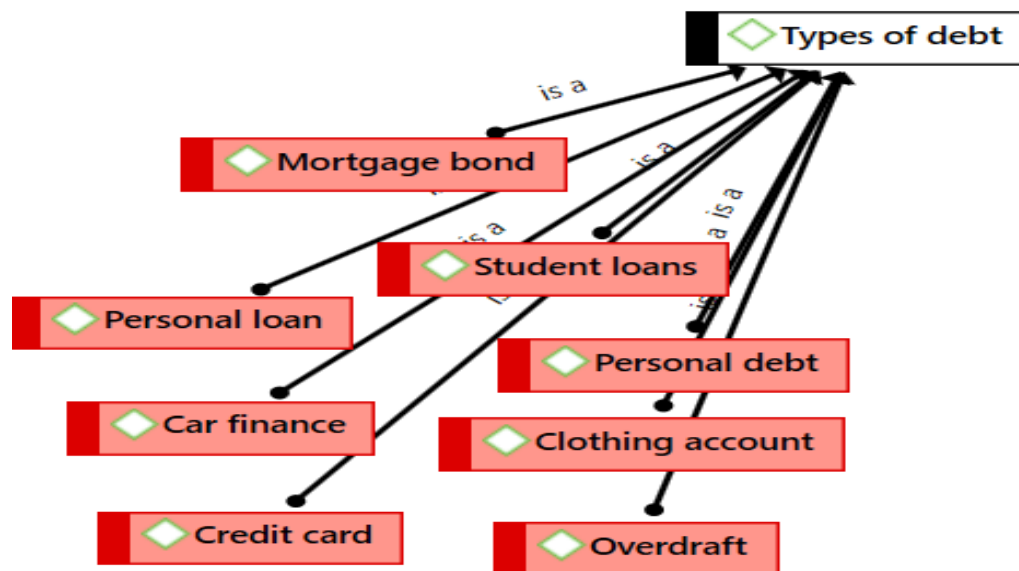 Types of debt
is a
Mortgage bond
is a
Student loans
is a
is a
Personal loan
Personal debt
Car finance
Clothing account
Credit card
Overdraft